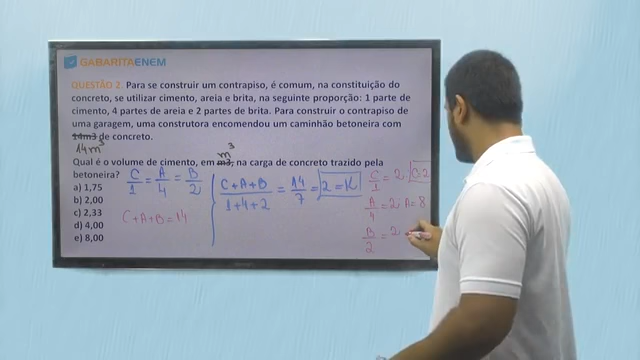 GABARITAENEM
QUESTÃO 2. Para se construir um contrapiso, é comum, na constituição do
concreto, se utilizar cimento, areia e brita, na seguinte proporção: 1 parte de
cimento, 4 partes de areia e 2 partes de brita. Para construir o contrapiso de
uma garagem, uma construtora encomendou um caminhão betoneira com
14m3 de concreto.
14m³
m³
Qual é o volume de cimento, em m3, na carga de concreto trazido pela
betoneira?
a) 1,75
b) 2,00
c) 2,33
d) 4,00
e) 8,00
C/1 = A/4 = B/2
C+A+B=14
C+A+B/1+4+2 = 14/7 = 2 = K
C/1 = 2, C=2
A/4 = 2; A=8
B/2 = 2;